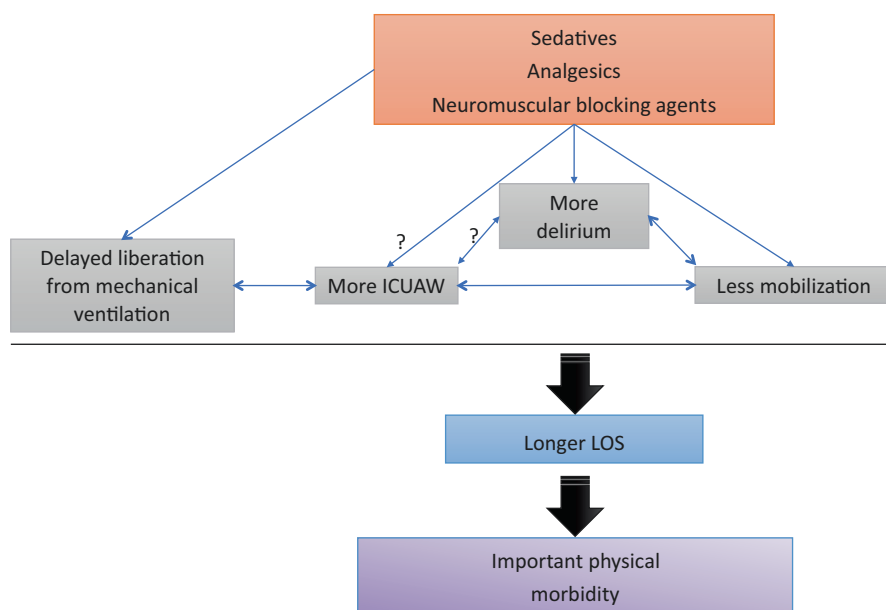 Sedatives
Analgesics
Neuromuscular blocking agents
More
delirium
?
?
Delayed liberation
from mechanical
ventilation
More ICUAW
Less mobilization
Longer LOS
Important physical
morbidity